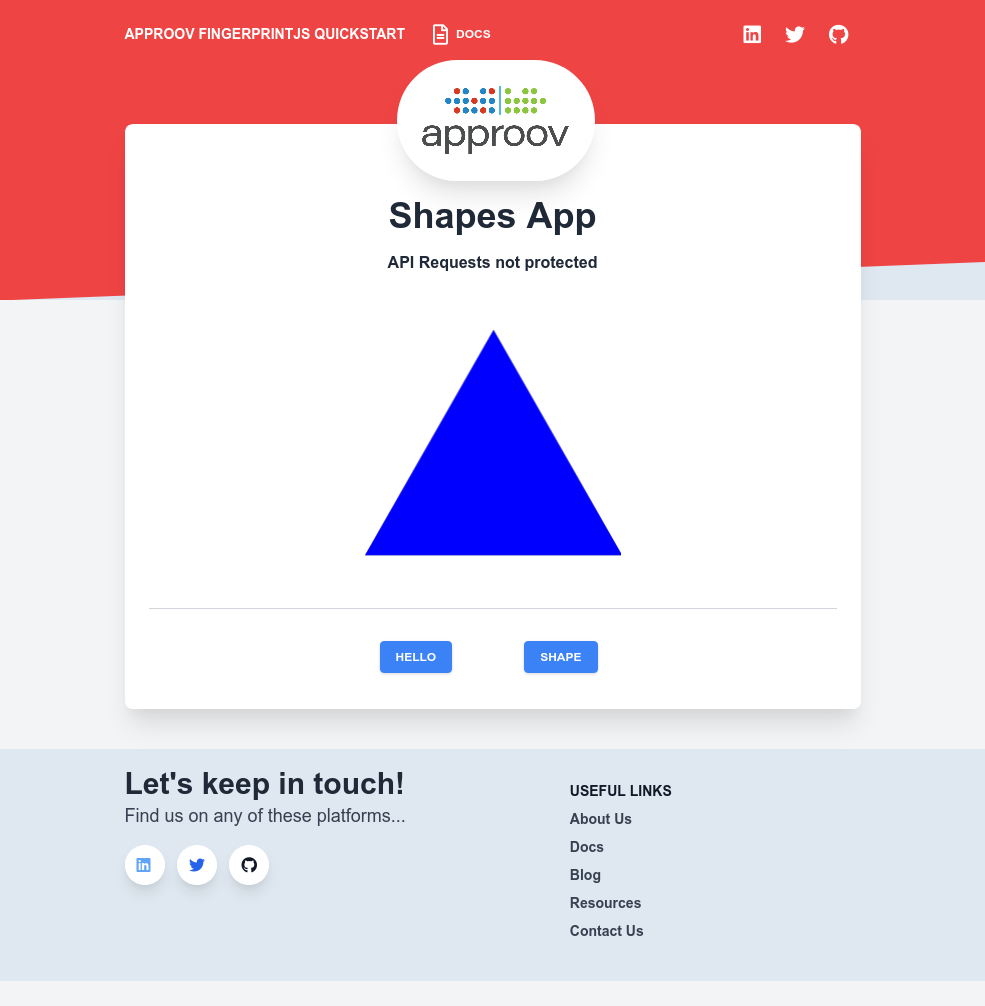 APPROOV FINGERPRINTJS QUICKSTART
DOCS
approov
Shapes App
API Requests not protected
HELLO
SHAPE
Let's keep in touch!
Find us on any of these platforms...
USEFUL LINKS
About Us
Docs
Blog
Resources
Contact Us